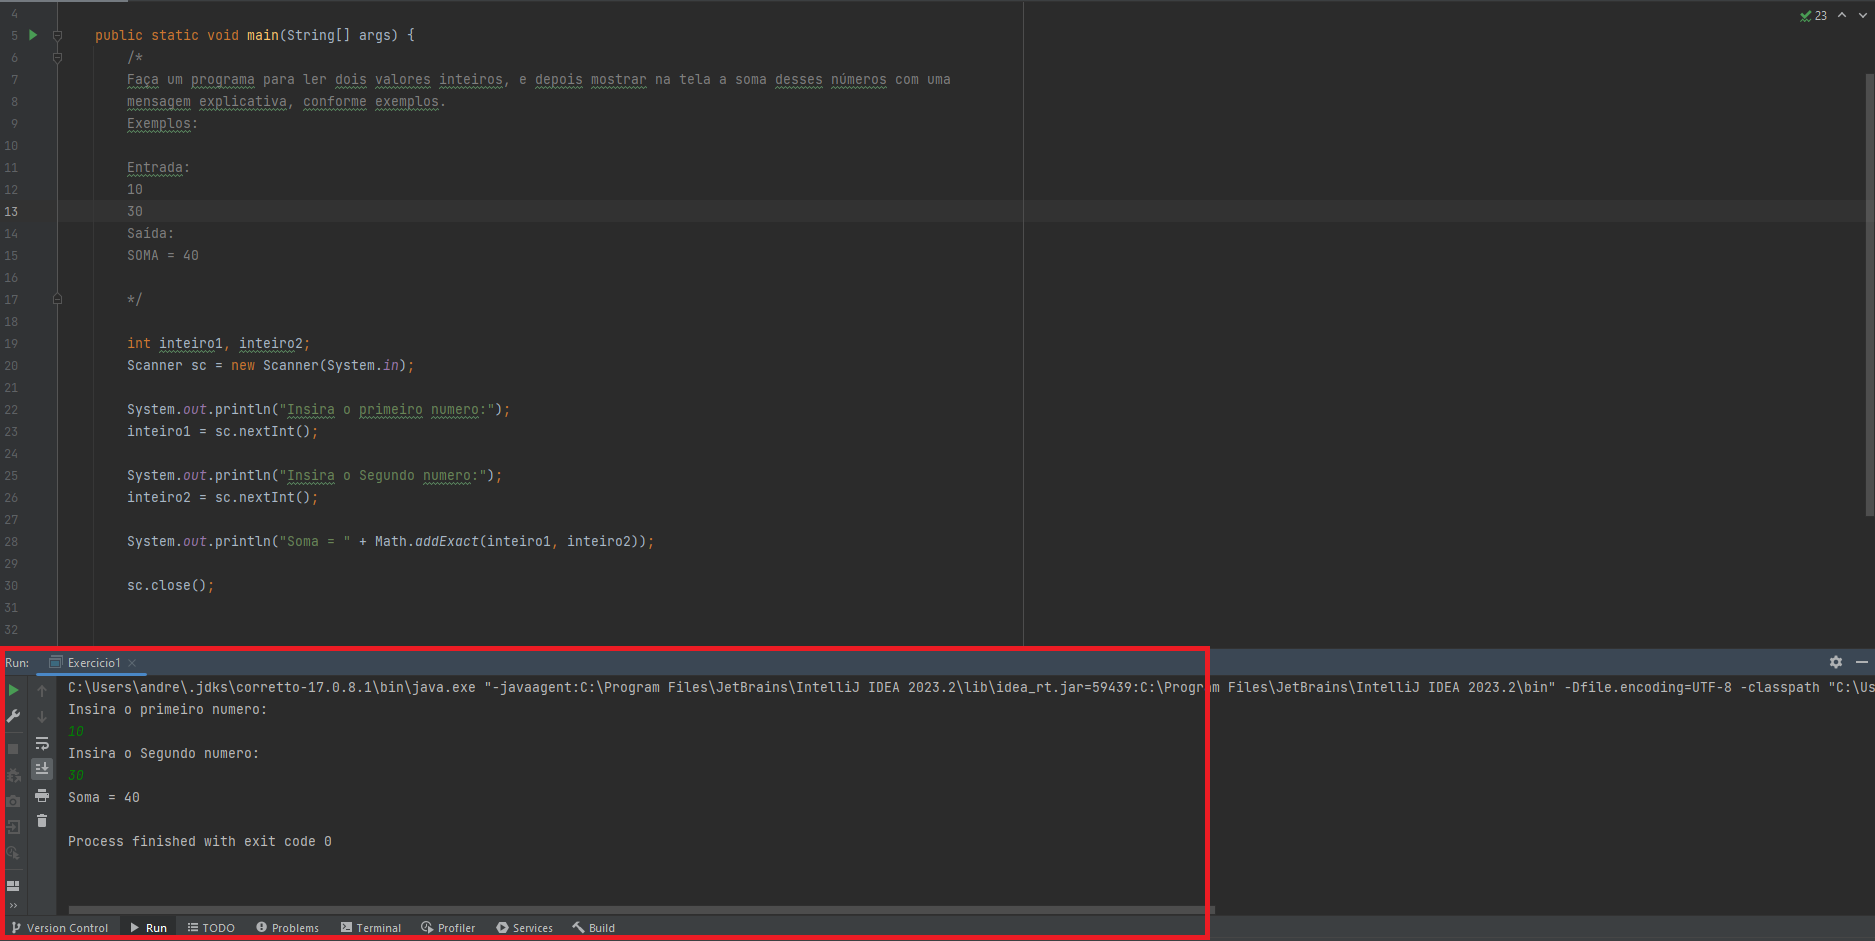 23
4
5 public static void main(String[] args) {
6 /*
7 Faça um programa para ler dois valores inteiros, e depois mostrar na tela a soma desses números com uma
8 mensagem explicativa, conforme exemplos.
9 Exemplos:
10
11 Entrada:
12 10
13 30
14 Saída:
15 SOMA = 40
16
17 */
18
19 int inteiro1, inteiro2;
20 Scanner sc = new Scanner(System.in);
21
22 System.out.println("Insira o primeiro numero:");
23 inteiro1 = sc.nextInt();
24
25 System.out.println("Insira o Segundo numero:");
26 inteiro2 = sc.nextInt();
27
28 System.out.println("Soma = " + Math.addExact(inteiro1, inteiro2));
29
30 sc.close();
31
32
Run: Exercicio1
C:\Users\andre\.jdks\corretto-17.0.8.1\bin\java.exe "-javaagent:C:\Program Files\JetBrains\IntelliJ IDEA 2023.2\lib\idea_rt.jar=59439:C:\Program Files\JetBrains\IntelliJ IDEA 2023.2\bin" -Dfile.encoding=UTF-8 -classpath "C:\Us
Insira o primeiro numero:
10
Insira o Segundo numero:
30
Soma = 40
Process finished with exit code 0
Version Control Run TODO Problems Terminal Profiler Services Build